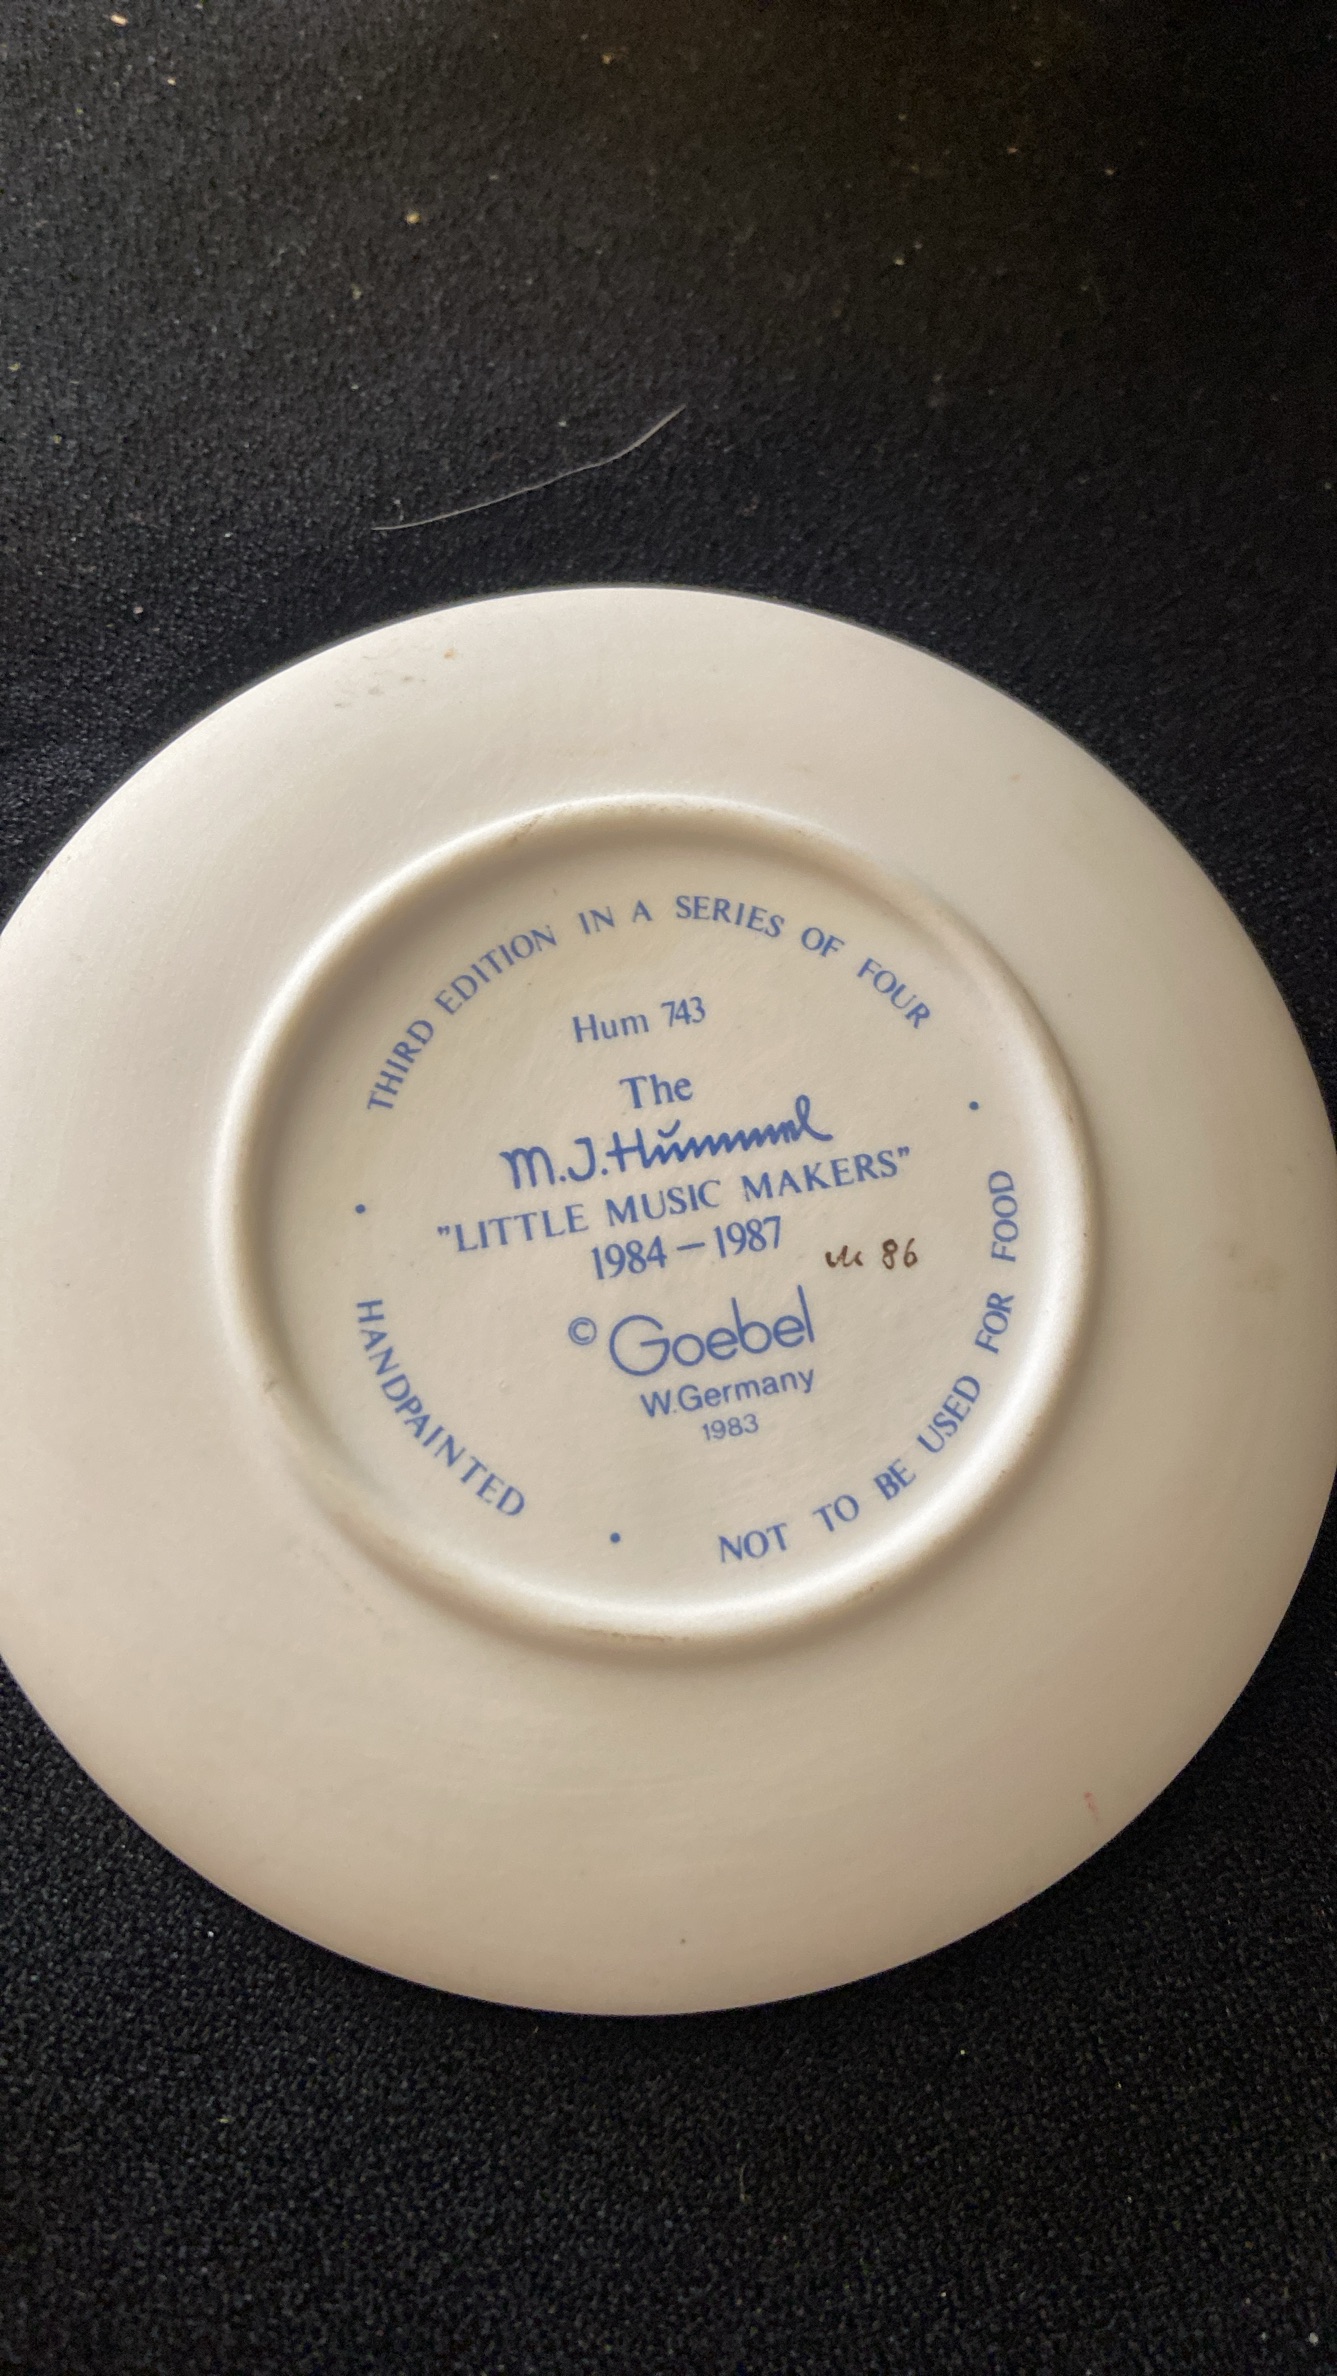 THIRD EDITION IN A SERIES OF FOUR
Hum 743
The
M.J.Hummel
"LITTLE MUSIC MAKERS"
1984 – 1987
86
© Goebel
W.Germany
1983
HANDPAINTED
•
NOT TO BE USED FOR FOOD
•